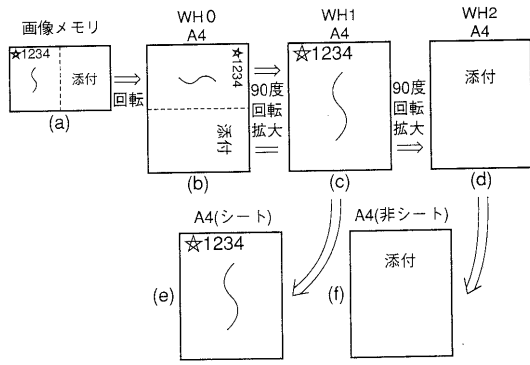 画像メモリ
☆1234
添付
(a)
回転
WH0
A4
☆1234
添付
(b)
90度
回転
拡大
WH1
A4
☆1234
(c)
90度
回転
拡大
WH2
A4
添付
(d)
A4(シート)
☆1234
(e)
A4(非シート)
添付
(f)